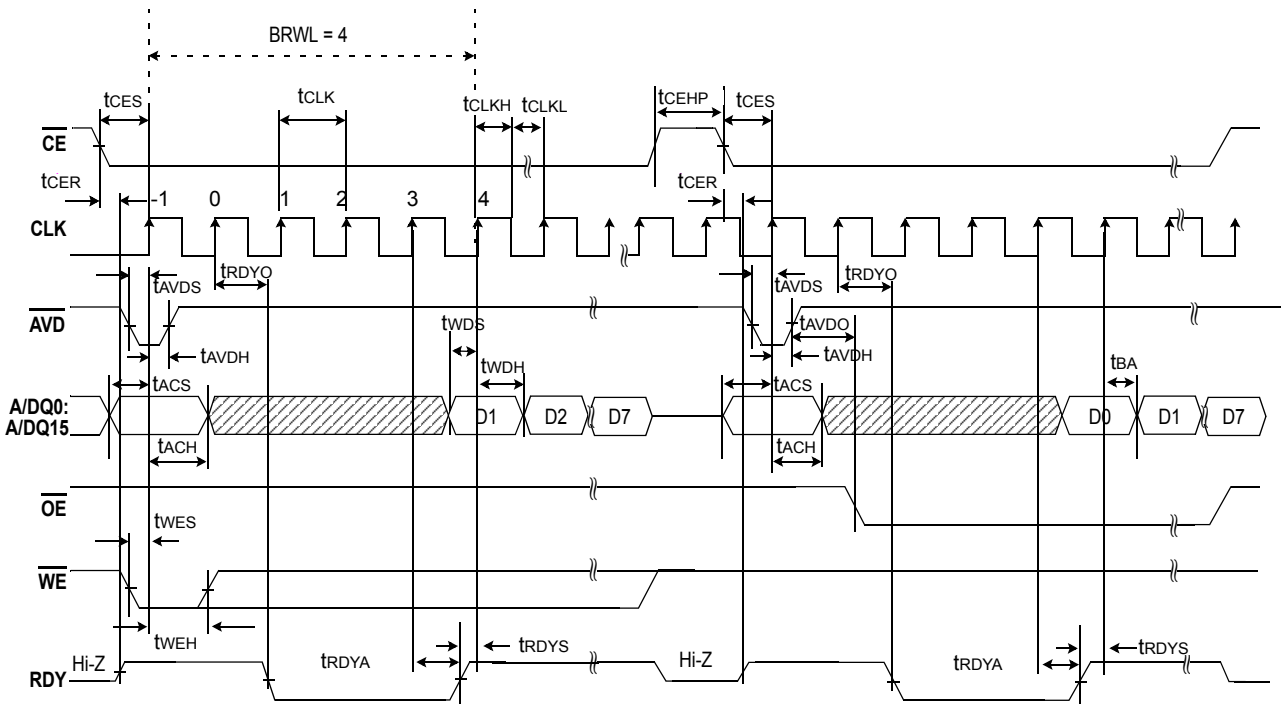 BRWL = 4
tCES
tCLK
tCLKH
tCLKL
tCEHP
tCES
CE
tCER
tCER
-1 0 1 2 3 4
CLK
tRDYO
tRDYO
tAVDS
tAVDS
AVD
tAVDO
tWDS
tAVDH
tAVDH
tWDH
tBA
tACS
tACS
A/DQ0:
A/DQ15
D1 D2 D7 D0 D1 D7
tACH
tACH
OE
tWES
WE
tWEH
tRDYS
tRDYS
tRDYA
tRDYA
Hi-Z
Hi-Z
RDY